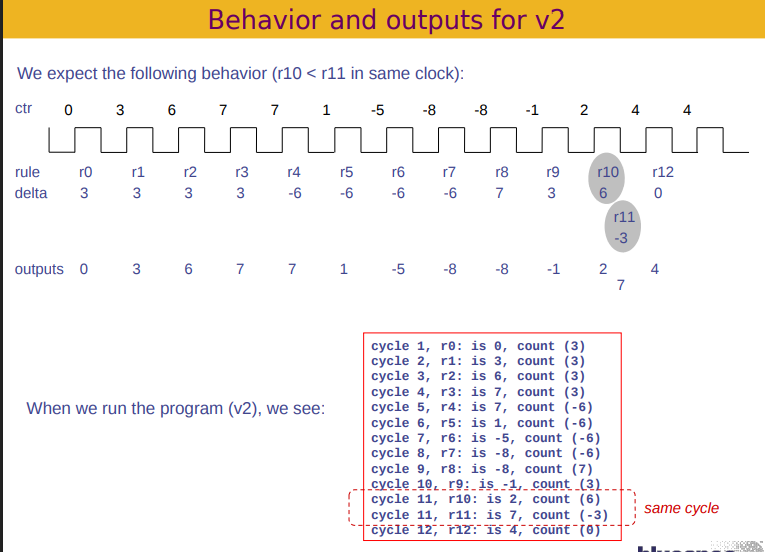 Behavior and outputs for v2
We expect the following behavior (r10 < r11 in same clock):
ctr 0 3 6 7 7 1 -5 -8 -8 -1 2 4 4
rule r0 r1 r2 r3 r4 r5 r6 r7 r8 r9 r10 r12
delta 3 3 3 3 -6 -6 -6 -6 7 3 6 0
r11
-3
outputs 0 3 6 7 7 1 -5 -8 -8 -1 2 4
7
When we run the program (v2), we see:
cycle 1, r0: is 0, count (3)
cycle 2, r1: is 3, count (3)
cycle 3, r2: is 6, count (3)
cycle 4, r3: is 7, count (3)
cycle 5, r4: is 7, count (-6)
cycle 6, r5: is 1, count (-6)
cycle 7, r6: is -5, count (-6)
cycle 8, r7: is -8, count (-6)
cycle 9, r8: is -8, count (7)
cycle 10, r9: is -1, count (3)
cycle 11, r10: is 2, count (6)
cycle 11, r11: is 7, count (-3)
cycle 12, r12: is 4, count (0)
same cycle